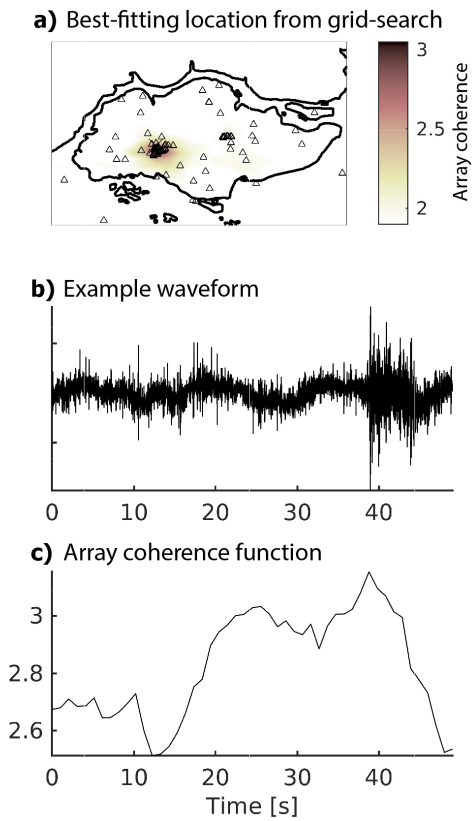 a) Best-fitting location from grid-search
3
2.5
2
Array coherence
b) Example waveform
0 10 20 30 40
c) Array coherence function
3
2.8
2.6
0 10 20 30 40
Time [s]